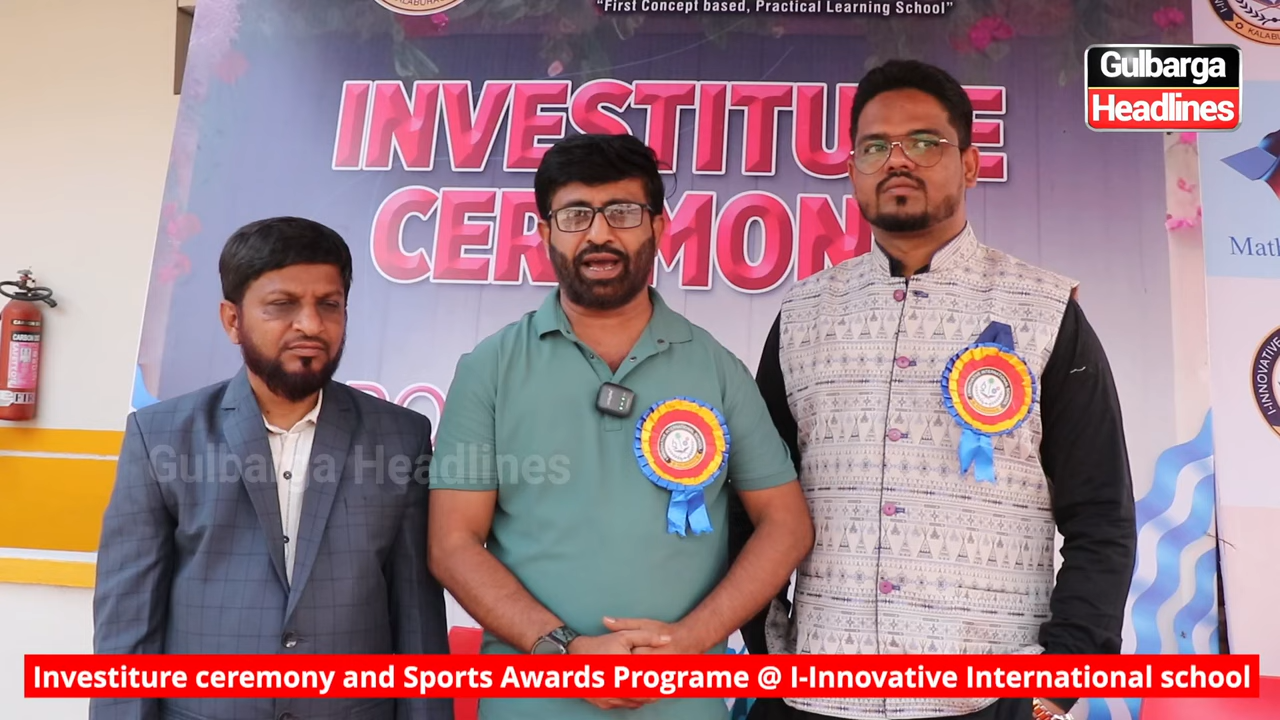 "First Concept based, Practical Learning School"
Gulbarga
Headlines
INVESTITU E
CER MON
Math
Gulbarga Headlines
Investiture ceremony and Sports Awards Programe @ I-Innovative International school